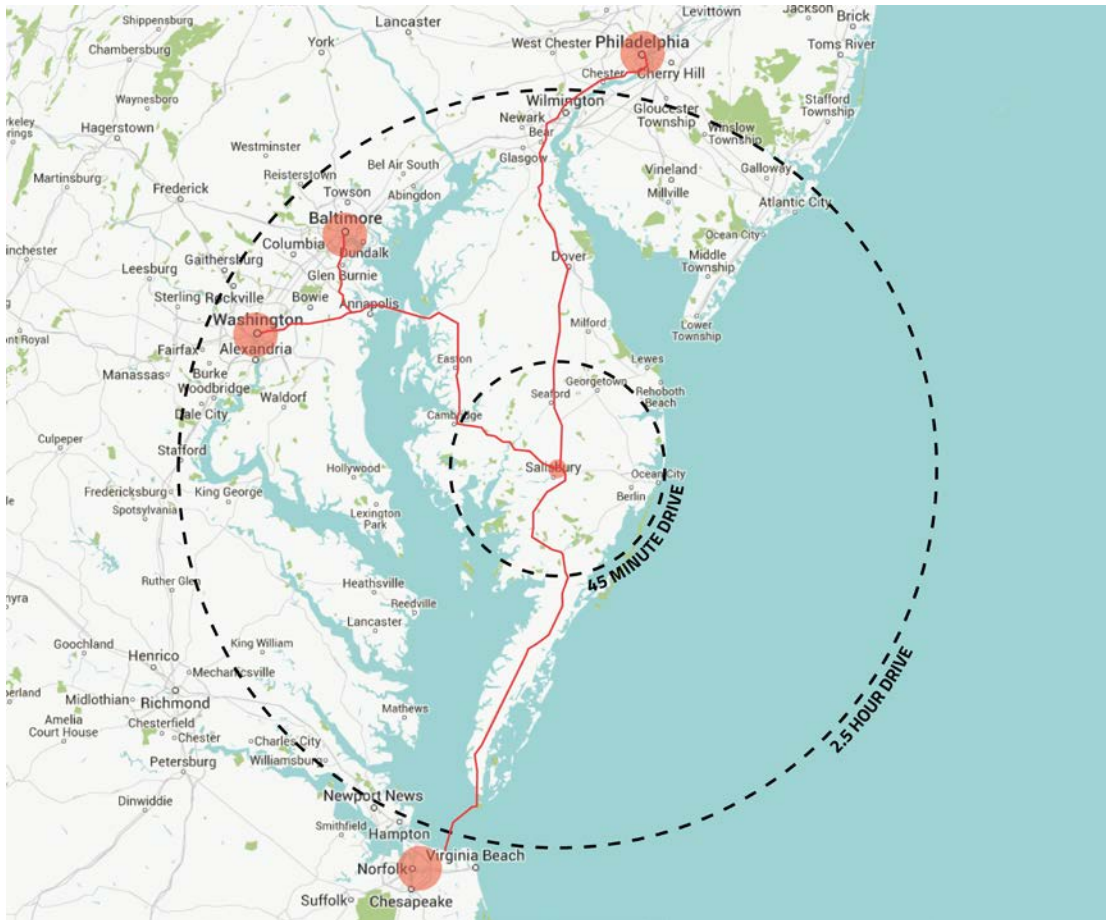 Shippensburg
Lancaster
Levittown
Jackson
Brick
Chambersburg
York
West Chester
Philadelphia
Toms River
Chester
Cherry Hill
Waynesboro
Wilmington
Gloucester
Township
Stafford
Township
Hagerstown
Newark
Bear
Winslow
Township
Westminster
Glasgow
Galloway
Martinsburg
Reisterstown
Bel Air South
Vineland
Frederick
Towson
Abingdon
Millville
Atlantic City
Baltimore
Columbia
Dundalk
Ocean City
inchester
Gaithersburg
Glen Burnie
Dover
Middle
Township
Leesburg
Sterling
Rockville
Bowie
Annapolis
Washington
Milford
Lower
Township
ont Royal
Fairfax
Alexandria
Easton
Lewes
Manassas
Burke
Woodbridge
Georgetown
Rehoboth
Beach
Waldorf
Seaford
Dale City
Cambridge
Culpeper
Stafford
Hollywood
Salisbury
Ocean City
Fredericksburg
King George
Berlin
Spotsylvania
Lexington
Park
45 MINUTE DRIVE
Ruther Glen
Heathsville
myra
Reedville
Lancaster
Goochland
King William
Henrico
Mechanicsville
berland
Midlothian
Richmond
Mathews
2.5 HOUR DRIVE
Amelia
Court House
Chesterfield
Chester
Charles City
Williamsburg
Petersburg
Dinwiddie
Newport News
Smithfield
Hampton
Virginia Beach
Norfolk
Suffolk
Chesapeake